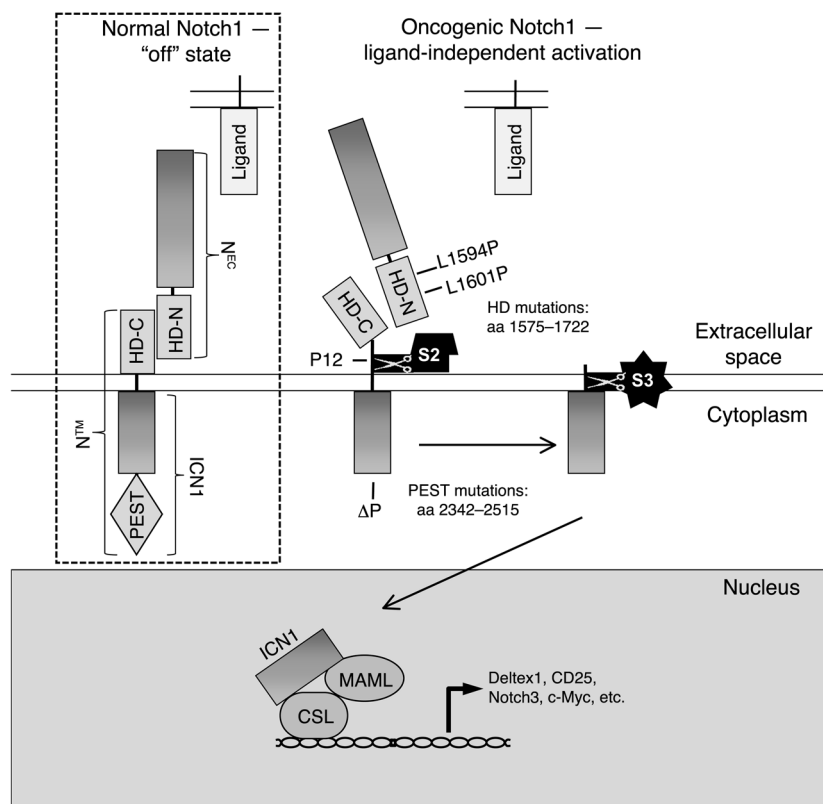 Normal Notch1 —
“off” state
Oncogenic Notch1 —
ligand-independent activation
Ligand
Ligand
N^EC
L1594P
L1601P
HD-N
HD-C
HD-C
HD-N
HD mutations:
aa 1575–1722
Extracellular
space
P12
S2
S3
Cytoplasm
N^TM
ICN1
PEST
ΔP
PEST mutations:
aa 2342–2515
Nucleus
ICN1
MAML
CSL
Deltex1, CD25,
Notch3, c-Myc, etc.